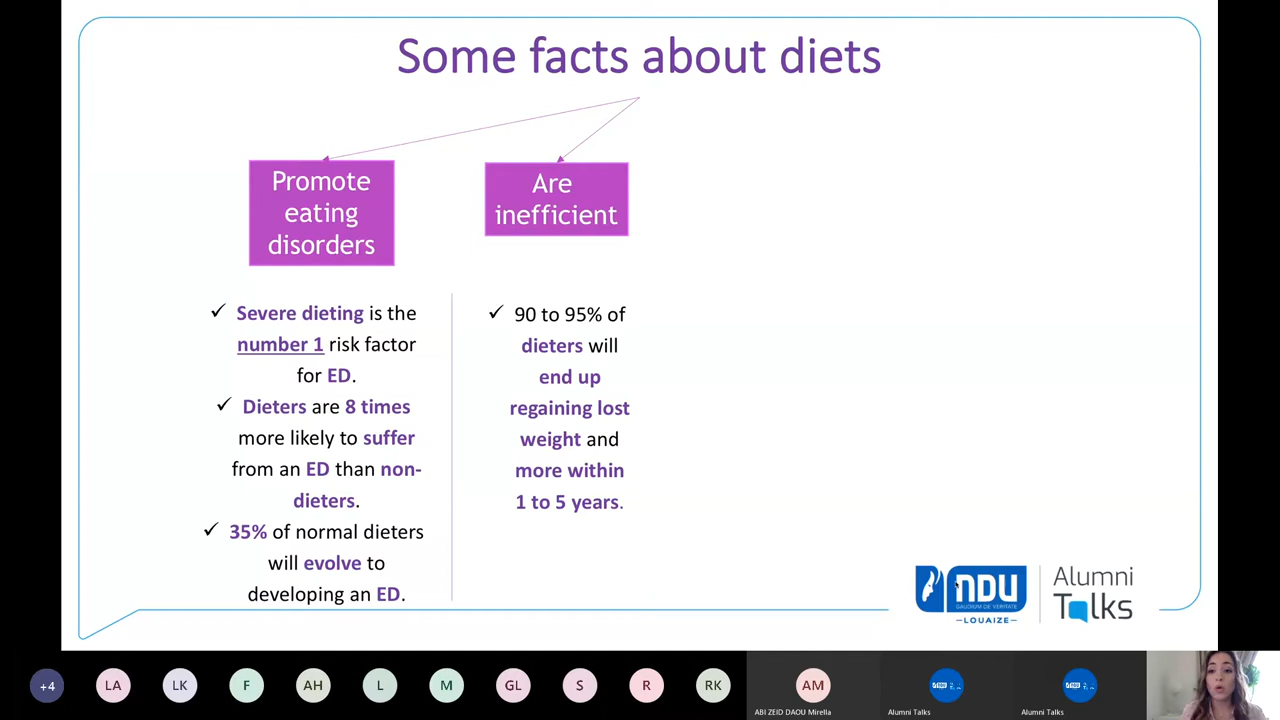 Some facts about diets
Promote
eating
disorders
Are
inefficient
✓ Severe dieting is the
number 1 risk factor
for ED.
✓ Dieters are 8 times
more likely to suffer
from an ED than non-
dieters.
✓ 35% of normal dieters
will evolve to
developing an ED.
✓ 90 to 95% of
dieters will
end up
regaining lost
weight and
more within
1 to 5 years.
NDU
GAUDIUM DE VERITATE
–LOUAIZE–
Alumni
Talks
+4
LA
LK
F
AH
L
M
GL
S
R
RK
AM
ABI ZEID DAOU Mirella
Alumni Talks
Alumni Talks